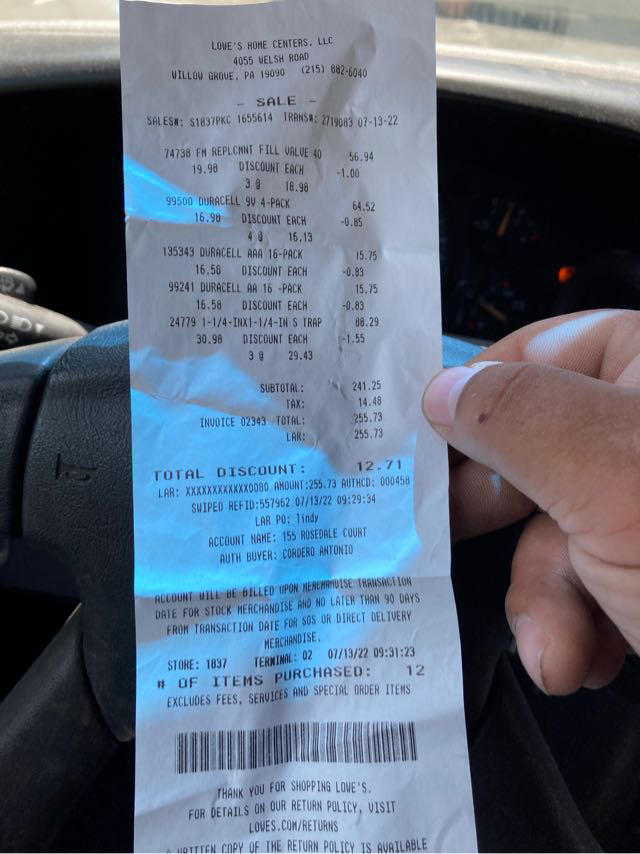 LOWE'S HOME CENTERS, LLC
4055 WELSH ROAD
WILLOW GROVE, PA 19090 (215) 882-6040
- SALE -
SALES#: S1837PKC 1655614 TRANS#: 2719083 07-13-22
74738 FM REPLCMNT FILL VALVE 40 56.94
19.98 DISCOUNT EACH -1.00
3 @ 18.98
99500 DURACELL 9V 4-PACK 64.52
16.98 DISCOUNT EACH -0.85
4 @ 16.13
135343 DURACELL AAA 16-PACK 15.75
16.58 DISCOUNT EACH -0.83
99241 DURACELL AA 16-PACK 15.75
16.58 DISCOUNT EACH -0.83
24779 1-1/4-INX1-1/4-IN S TRAP 88.29
30.98 DISCOUNT EACH -1.55
3 @ 29.43
SUBTOTAL: 241.25
TAX: 14.48
INVOICE 02343 TOTAL: 255.73
LAR: 255.73
TOTAL DISCOUNT: 12.71
LAR: XXXXXXXXXXXX0080 AMOUNT:255.73 AUTHCD: 000458
SWIPED REFID:557962 07/13/22 09:29:34
LAR PO: lindy
ACCOUNT NAME: 155 ROSEDALE COURT
AUTH BUYER: CORDERO ANTONIO
ACCOUNT WILL BE BILLED UPON MERCHANDISE TRANSACTION
DATE FOR STOCK MERCHANDISE AND NO LATER THAN 90 DAYS
FROM TRANSACTION DATE FOR SOS OR DIRECT DELIVERY
MERCHANDISE.
STORE: 1837 TERMINAL: 02 07/13/22 09:31:23
# OF ITEMS PURCHASED: 12
EXCLUDES FEES, SERVICES AND SPECIAL ORDER ITEMS
THANK YOU FOR SHOPPING LOWE'S.
FOR DETAILS ON OUR RETURN POLICY, VISIT
LOWES.COM/RETURNS
A WRITTEN COPY OF THE RETURN POLICY IS AVAILABLE